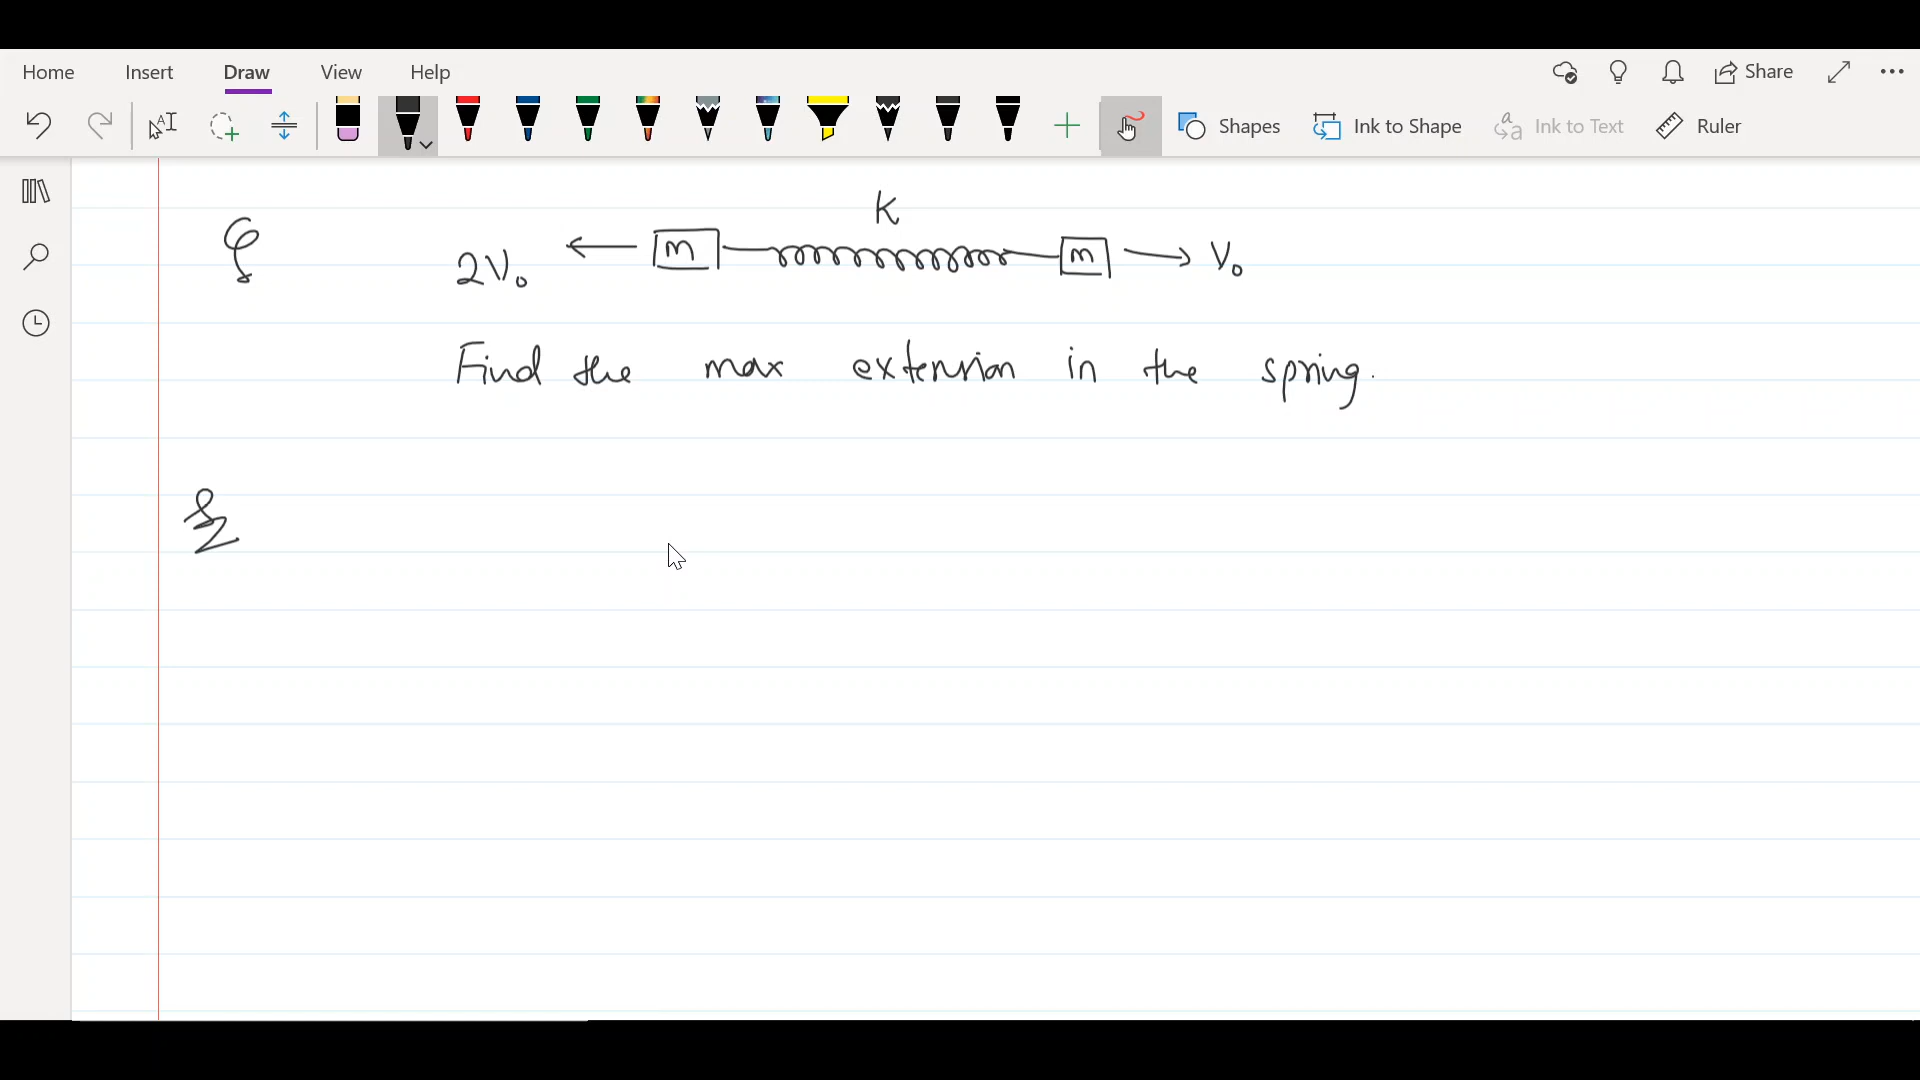 Home Insert Draw View Help Share
Shapes Ink to Shape Ink to Text Ruler
K
Q 2V₀ m m V₀
Find the max extension in the spring.